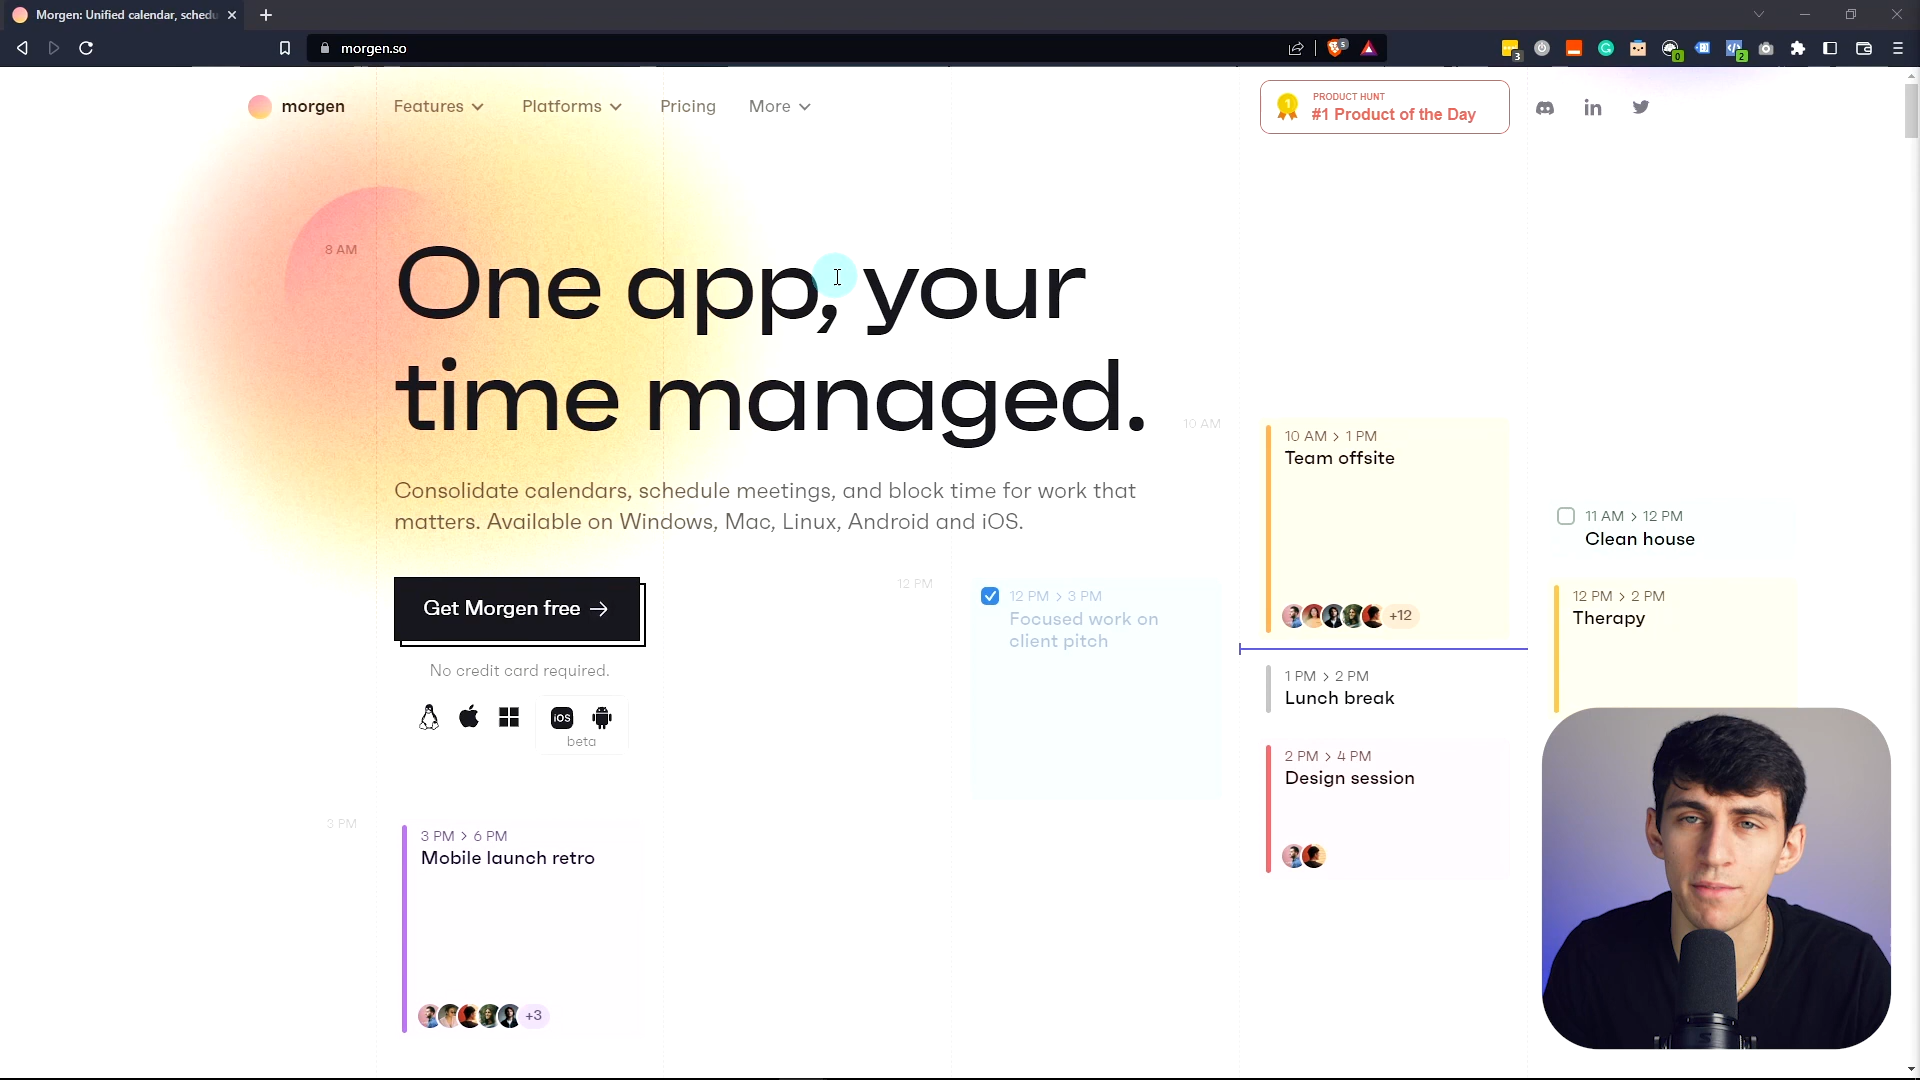 Morgen: Unified calendar, schedu
morgen.so
3
5
0
2
morgen
Features
Platforms
Pricing
More
PRODUCT HUNT
#1 Product of the Day
1
8 AM
One app, your
time managed.
Consolidate calendars, schedule meetings, and block time for work that
matters. Available on Windows, Mac, Linux, Android and iOS.
Get Morgen free →
No credit card required.
iOS
beta
10 AM
10 AM > 1 PM
Team offsite
+12
11 AM > 12 PM
Clean house
12 PM
12 PM > 3 PM
Focused work on
client pitch
12 PM > 2 PM
Therapy
1 PM > 2 PM
Lunch break
2 PM > 4 PM
Design session
3 PM
3 PM > 6 PM
Mobile launch retro
+3